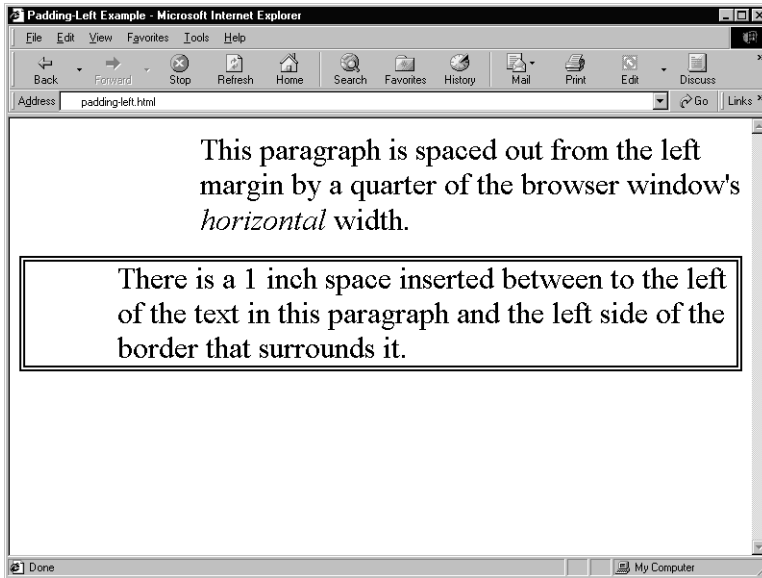 Padding-Left Example - Microsoft Internet Explorer
File Edit View Favorites Tools Help
Back Forward Stop Refresh Home Search Favorites History Mail Print Edit Discuss »
Address padding-left.html Go Links »
This paragraph is spaced out from the left
margin by a quarter of the browser window's
horizontal width.
There is a 1 inch space inserted between to the left
of the text in this paragraph and the left side of the
border that surrounds it.
Done My Computer